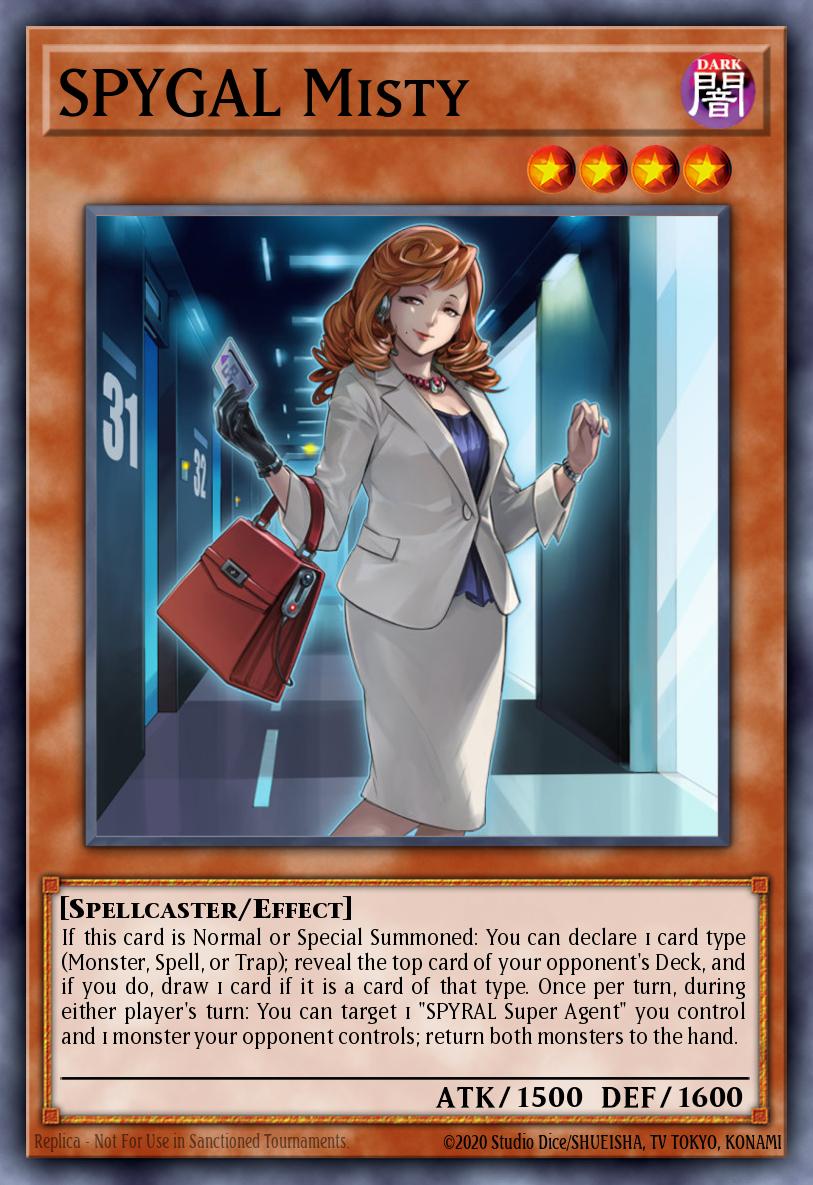 SPYGAL Misty
DARK
闇
31
32
[Spellcaster/Effect]
If this card is Normal or Special Summoned: You can declare 1 card type
(Monster, Spell, or Trap); reveal the top card of your opponent's Deck, and
if you do, draw 1 card if it is a card of that type. Once per turn, during
either player's turn: You can target 1 "SPYRAL Super Agent" you control
and 1 monster your opponent controls; return both monsters to the hand.
ATK/1500 DEF/1600
Replica - Not For Use in Sanctioned Tournaments.
©2020 Studio Dice/SHUEISHA, TV TOKYO, KONAMI